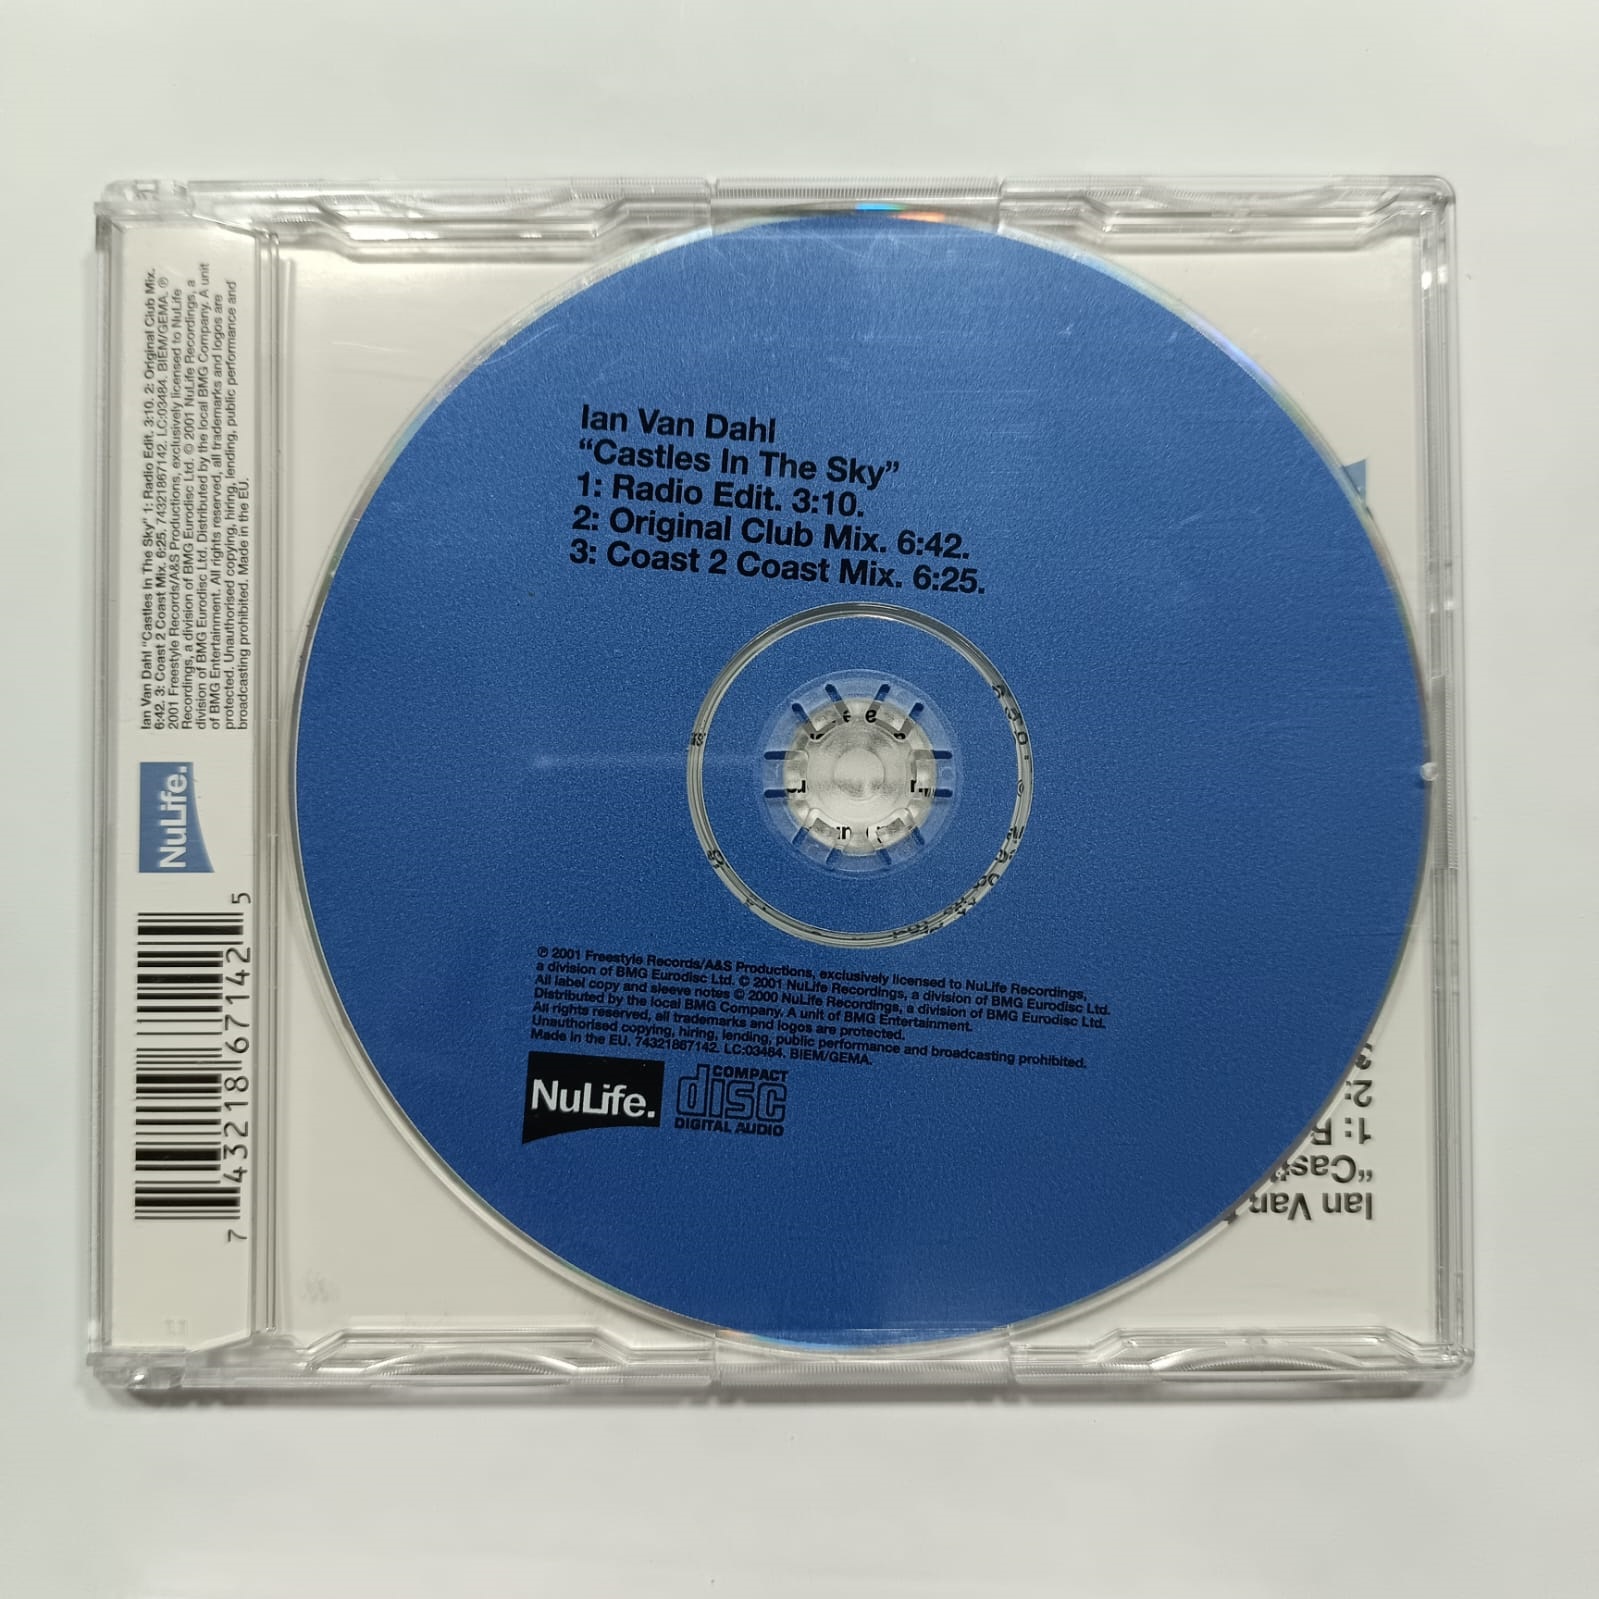 Ian Van Dahl "Castles In The Sky" 1: Radio Edit. 3:10. 2: Original Club Mix.
6:42. 3: Coast 2 Coast Mix. 6:25. 74321867142. LC:03484. BIEM/GEMA. ℗
2001 Freestyle Records/A&S Productions, exclusively licensed to NuLife
Recordings, a division of BMG Eurodisc Ltd. © 2001 NuLife Recordings, a
division of BMG Eurodisc Ltd. Distributed by the local BMG Company. A unit
of BMG Entertainment. All rights reserved, all trademarks and logos are
protected. Unauthorised copying, hiring, lending, public performance and
broadcasting prohibited. Made in the EU.
NuLife.
7 43218 67142 5
Ian Van Dahl
“Castles In The Sky”
1: Radio Edit. 3:10.
2: Original Club Mix. 6:42.
3: Coast 2 Coast Mix. 6:25.
℗ 2001 Freestyle Records/A&S Productions, exclusively licensed to NuLife Recordings,
a division of BMG Eurodisc Ltd. © 2001 NuLife Recordings, a division of BMG Eurodisc Ltd.
All label copy and sleeve notes © 2000 NuLife Recordings, a division of BMG Eurodisc Ltd.
Distributed by the local BMG Company. A unit of BMG Entertainment.
All rights reserved, all trademarks and logos are protected.
Unauthorised copying, hiring, lending, public performance and broadcasting prohibited.
Made in the EU. 74321867142. LC:03484. BIEM/GEMA.
NuLife.
COMPACT
disc
DIGITAL AUDIO
Ian Van
“Cast
1: R
2: